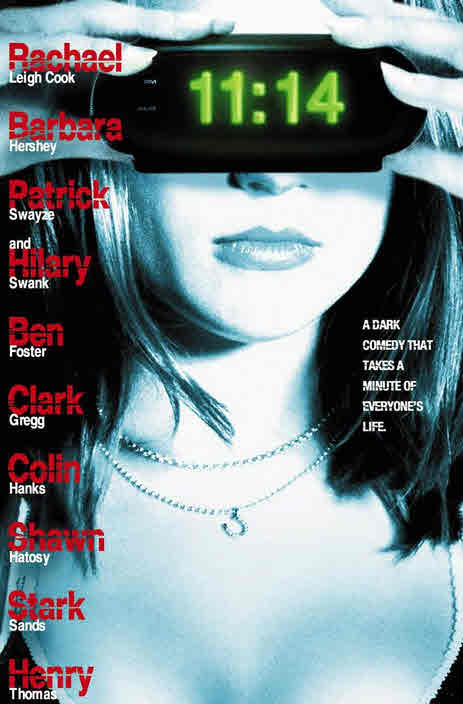 11:14
Rachael
Leigh Cook
Barbara
Hershey
Patrick
Swayze
and
Hilary
Swank
Ben
Foster
Clark
Gregg
Colin
Hanks
Shawn
Hatosy
Stark
Sands
Henry
Thomas
A DARK
COMEDY THAT
TAKES A
MINUTE OF
EVERYONE'S
LIFE.